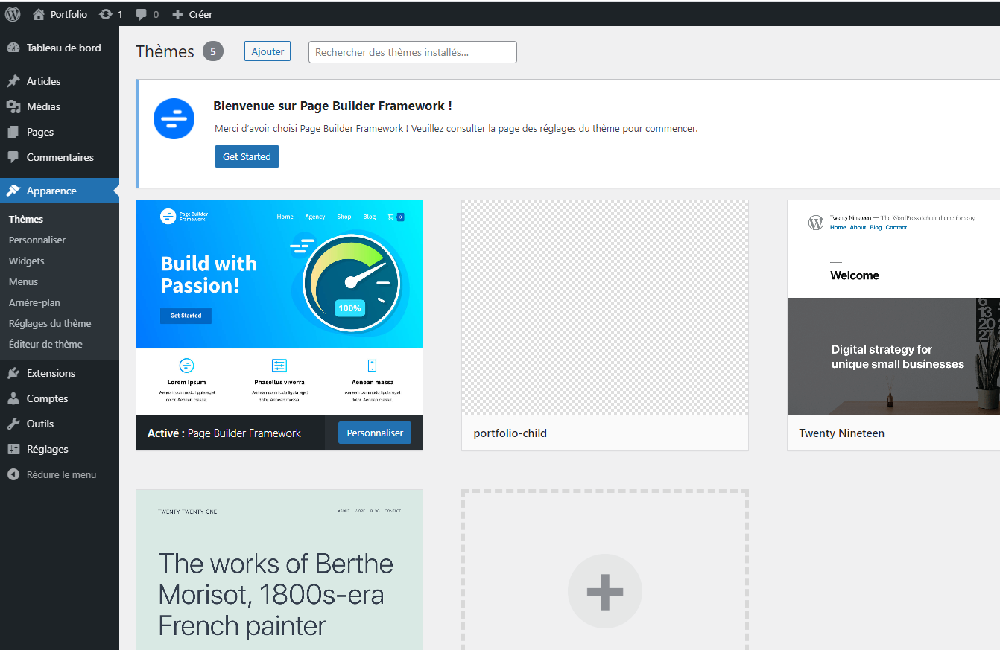 Portfolio 1 0 Créer
Tableau de bord
Articles
Médias
Pages
Commentaires
Apparence
Thèmes
Personnaliser
Widgets
Menus
Arrière-plan
Réglages du thème
Éditeur de thème
Extensions
Comptes
Outils
Réglages
Réduire le menu
Thèmes 5 Ajouter Rechercher des thèmes installés…
Bienvenue sur Page Builder Framework !
Merci d’avoir choisi Page Builder Framework ! Veuillez consulter la page des réglages du thème pour commencer.
Get Started
Page Builder
Framework
Home Agency Shop Blog 3
Build with
Passion!
Get Started
100%
Lorem Ipsum
Aenean commodo ligula eget
dolor. Aenean massa.
Phasellus viverra
Aenean commodo ligula eget
dolor. Aenean massa.
Aenean massa
Aenean commodo ligula eget
dolor. Aenean massa.
Activé : Page Builder Framework Personnaliser
portfolio-child
Twenty Nineteen — The WordPress default theme for 2019
Home About Blog Contact
Welcome
6
13
20
21
Digital strategy for
unique small businesses
Twenty Nineteen
TWENTY TWENTY-ONE
ABOUT WORK BLOG CONTACT
The works of Berthe
Morisot, 1800s-era
French painter